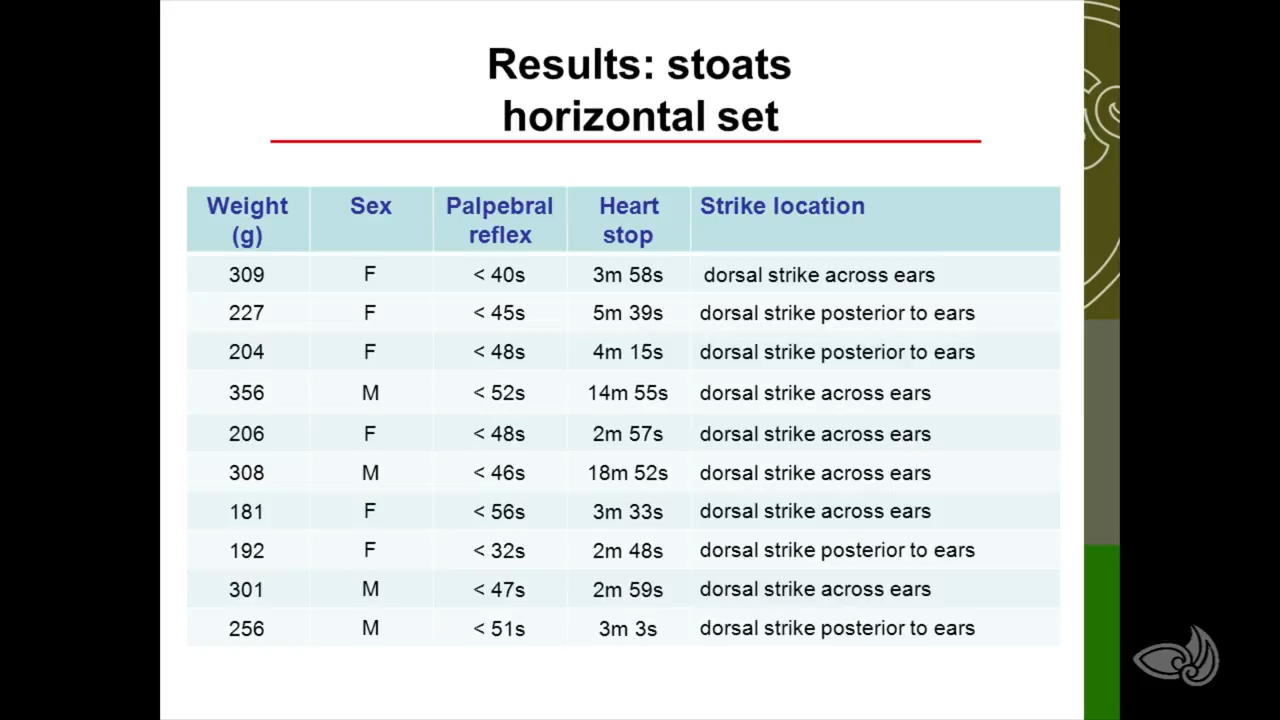 Results: stoats
horizontal set
Weight (g) Sex Palpebral reflex Heart stop Strike location
309 F < 40s 3m 58s dorsal strike across ears
227 F < 45s 5m 39s dorsal strike posterior to ears
204 F < 48s 4m 15s dorsal strike posterior to ears
356 M < 52s 14m 55s dorsal strike across ears
206 F < 48s 2m 57s dorsal strike across ears
308 M < 46s 18m 52s dorsal strike across ears
181 F < 56s 3m 33s dorsal strike across ears
192 F < 32s 2m 48s dorsal strike posterior to ears
301 M < 47s 2m 59s dorsal strike across ears
256 M < 51s 3m 3s dorsal strike posterior to ears